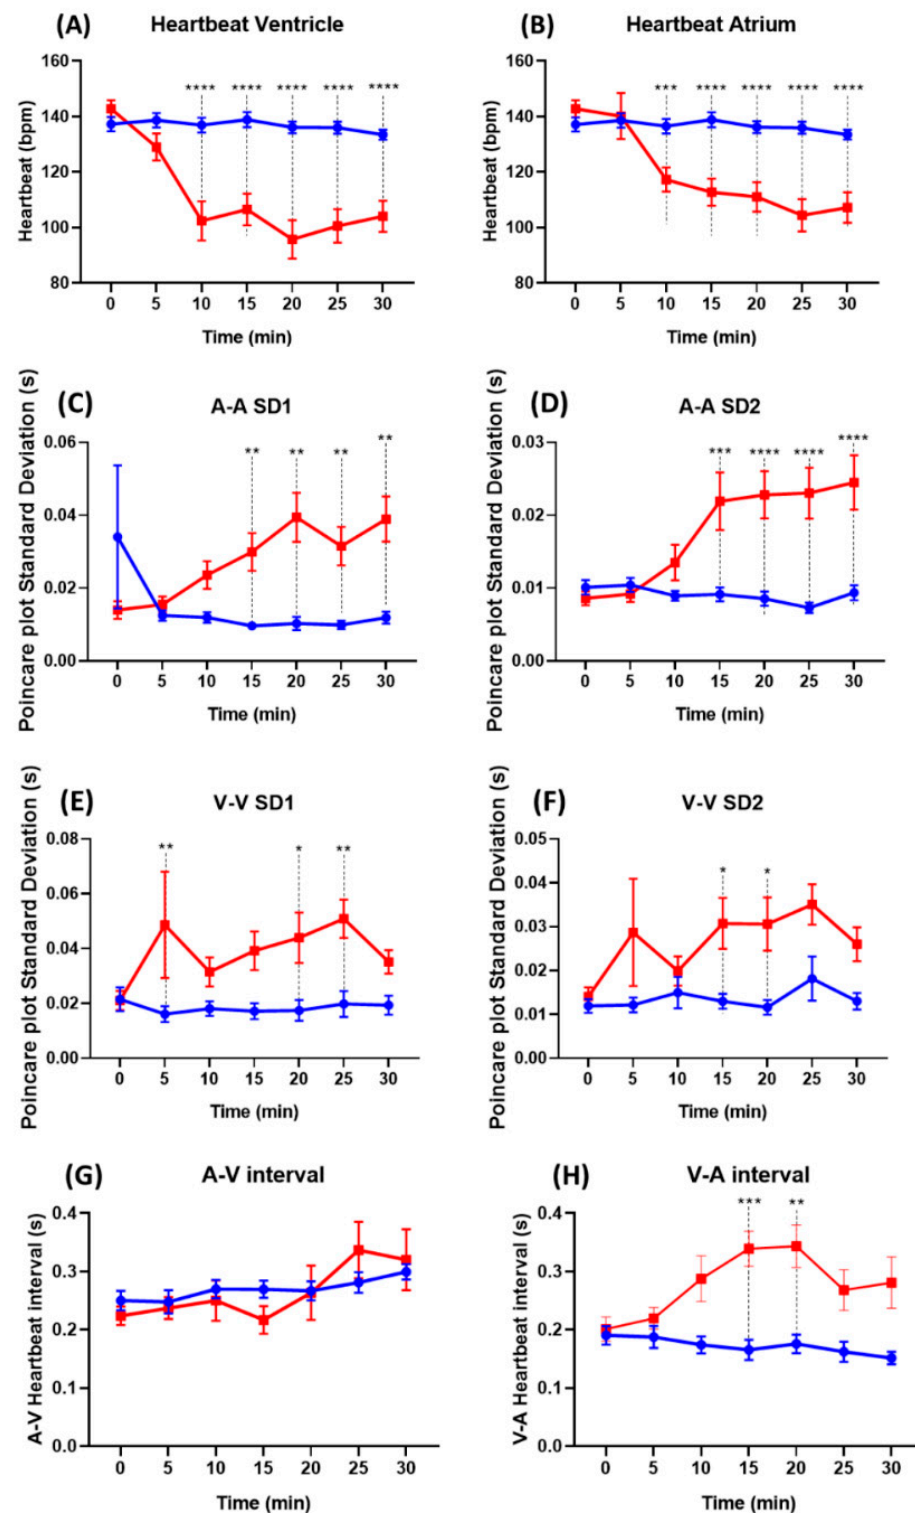 (A) Heartbeat Ventricle
Heartbeat (bpm)
160
140
120
100
80
**** **** **** **** ****
0 5 10 15 20 25 30
Time (min)
(B) Heartbeat Atrium
Heartbeat (bpm)
160
140
120
100
80
*** **** **** **** ****
0 5 10 15 20 25 30
Time (min)
(C) A-A SD1
Poincare plot Standard Deviation (s)
0.06
0.04
0.02
0.00
** ** ** **
0 5 10 15 20 25 30
Time (min)
(D) A-A SD2
Poincare plot Standard Deviation (s)
0.03
0.02
0.01
0.00
*** **** **** ****
0 5 10 15 20 25 30
Time (min)
(E) V-V SD1
Poincare plot Standard Deviation (s)
0.08
0.06
0.04
0.02
0.00
** * **
0 5 10 15 20 25 30
Time (min)
(F) V-V SD2
Poincare plot Standard Deviation (s)
0.05
0.04
0.03
0.02
0.01
0.00
* *
0 5 10 15 20 25 30
Time (min)
(G) A-V interval
A-V Heartbeat interval (s)
0.4
0.3
0.2
0.1
0.0
0 5 10 15 20 25 30
Time (min)
(H) V-A interval
V-A Heartbeat interval (s)
0.4
0.3
0.2
0.1
0.0
*** **
0 5 10 15 20 25 30
Time (min)